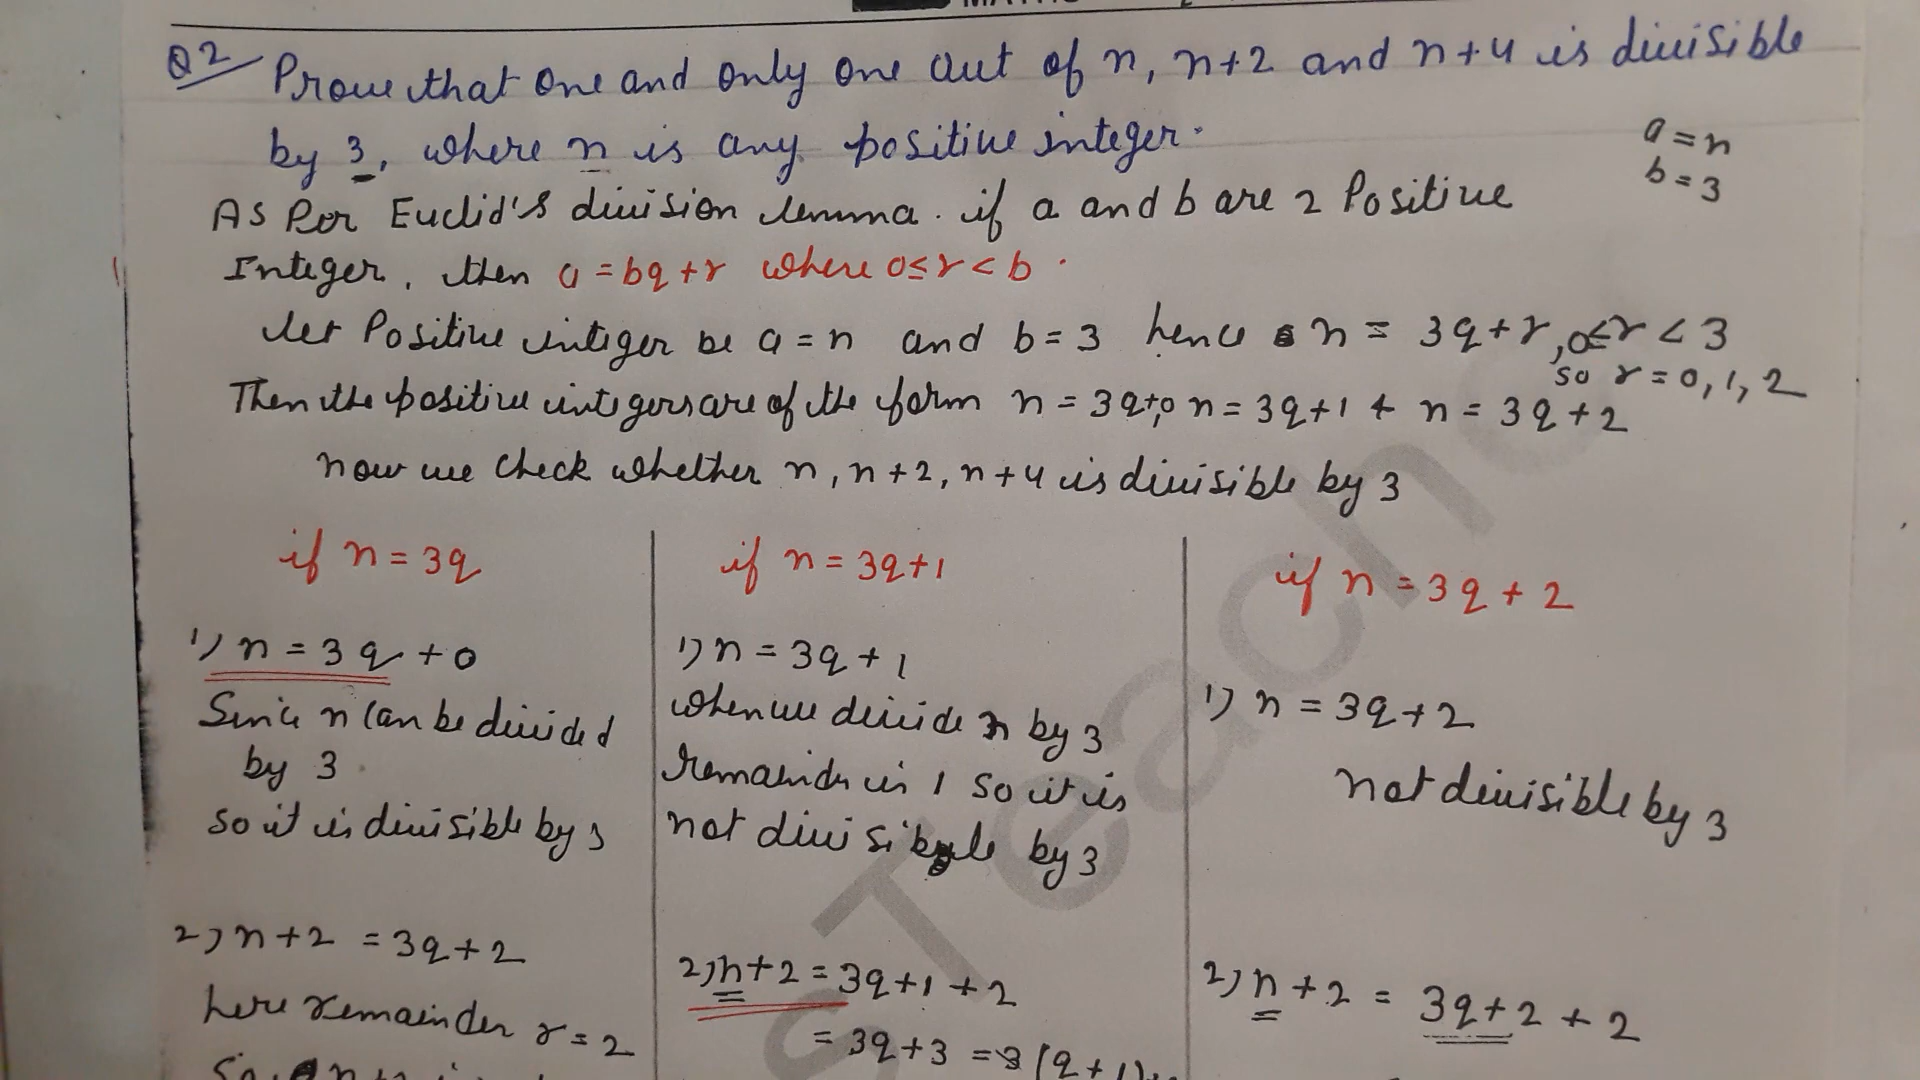 Q2 Prove that one and only one out of n, n+2 and n+4 is divisible
by 3, where n is any positive integer.
a = n
b = 3
As Per Euclid's division lemma. if a and b are 2 Positive
Integer, then a = bq + r where 0 ≤ r < b.
let Positive integer be a = n and b = 3 hence n = 3q + r, 0 ≤ r < 3
so r = 0, 1, 2
Then the positive integers are of the form n = 3q+0, n = 3q+1 & n = 3q+2
now we check whether n, n+2, n+4 is divisible by 3
if n = 3q
1) n = 3q + 0
Since n can be divided
by 3
so it is divisible by 3
2) n+2 = 3q+2
here remainder r = 2
if n = 3q+1
1) n = 3q + 1
when we divide n by 3
remainder is 1 so it is
not divisible by 3
2) n+2 = 3q+1 + 2
= 3q+3 = 3(q+1)
if n = 3q + 2
1) n = 3q+2
not divisible by 3
2) n+2 = 3q+2 + 2
Teach